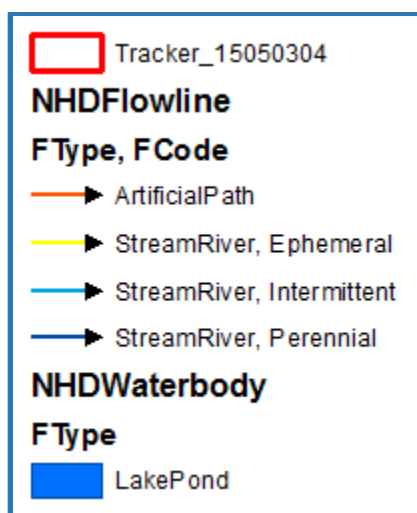 Tracker_15050304
NHDFlowline
FType, FCode
ArtificialPath
StreamRiver, Ephemeral
StreamRiver, Intermittent
StreamRiver, Perennial
NHDWaterbody
FType
LakePond